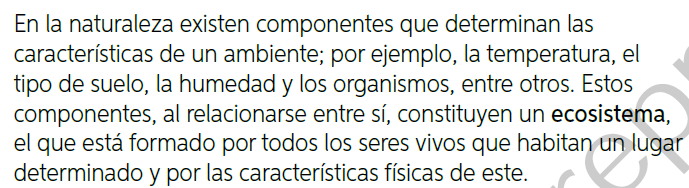 En la naturaleza existen componentes que determinan las
características de un ambiente; por ejemplo, la temperatura, el
tipo de suelo, la humedad y los organismos, entre otros. Estos
componentes, al relacionarse entre sí, constituyen un ecosistema,
el que está formado por todos los seres vivos que habitan un lugar
determinado y por las características físicas de este.